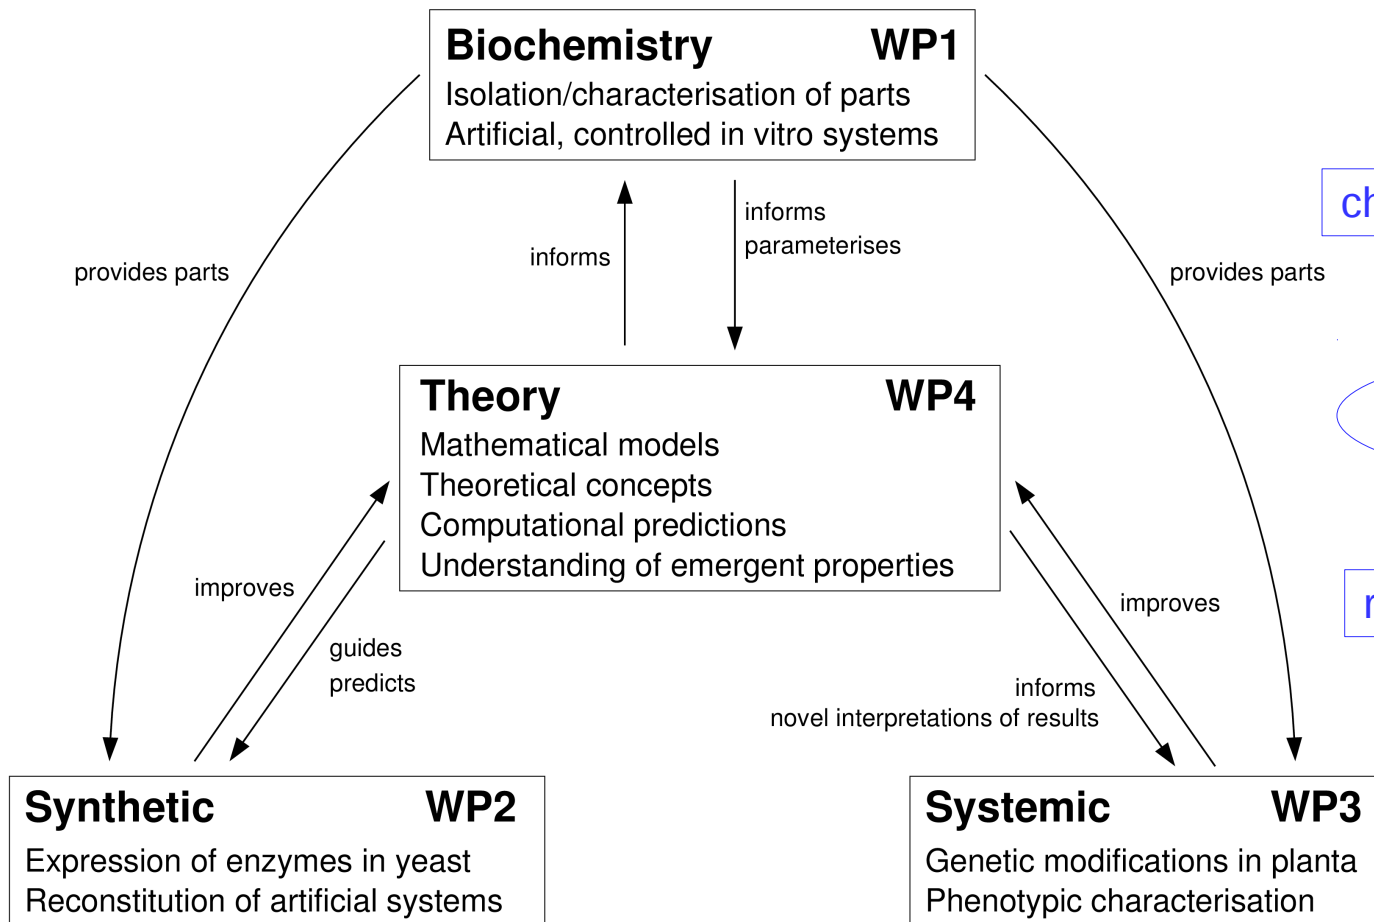 Biochemistry WP1
Isolation/characterisation of parts
Artificial, controlled in vitro systems
informs
parameterises
informs
provides parts
provides parts
Theory WP4
Mathematical models
Theoretical concepts
Computational predictions
Understanding of emergent properties
improves
guides
predicts
improves
informs
novel interpretations of results
Synthetic WP2
Expression of enzymes in yeast
Reconstitution of artificial systems
Systemic WP3
Genetic modifications in planta
Phenotypic characterisation